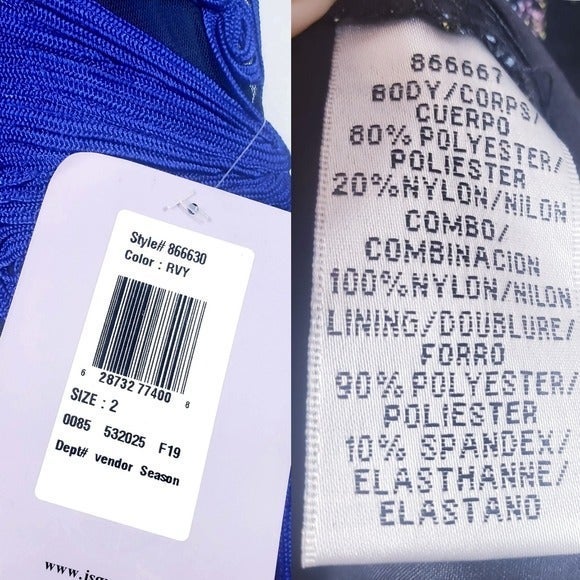 Style# 866630
Color : RVY
6 28732 77400 8
SIZE : 2
0085 532025 F19
Dept# vendor Season
866667
BODY/CORPS/
CUERPO
80% POLYESTER/
POLIESTER
20%NYLON/NILON
COMBO/
COMBINACION
100%NYLON/NILON
LINING/DOUBLURE/
FORRO
90% POLYESTER/
POLIESTER
10% SPANDEX/
ELASTHANNE/
ELASTANO